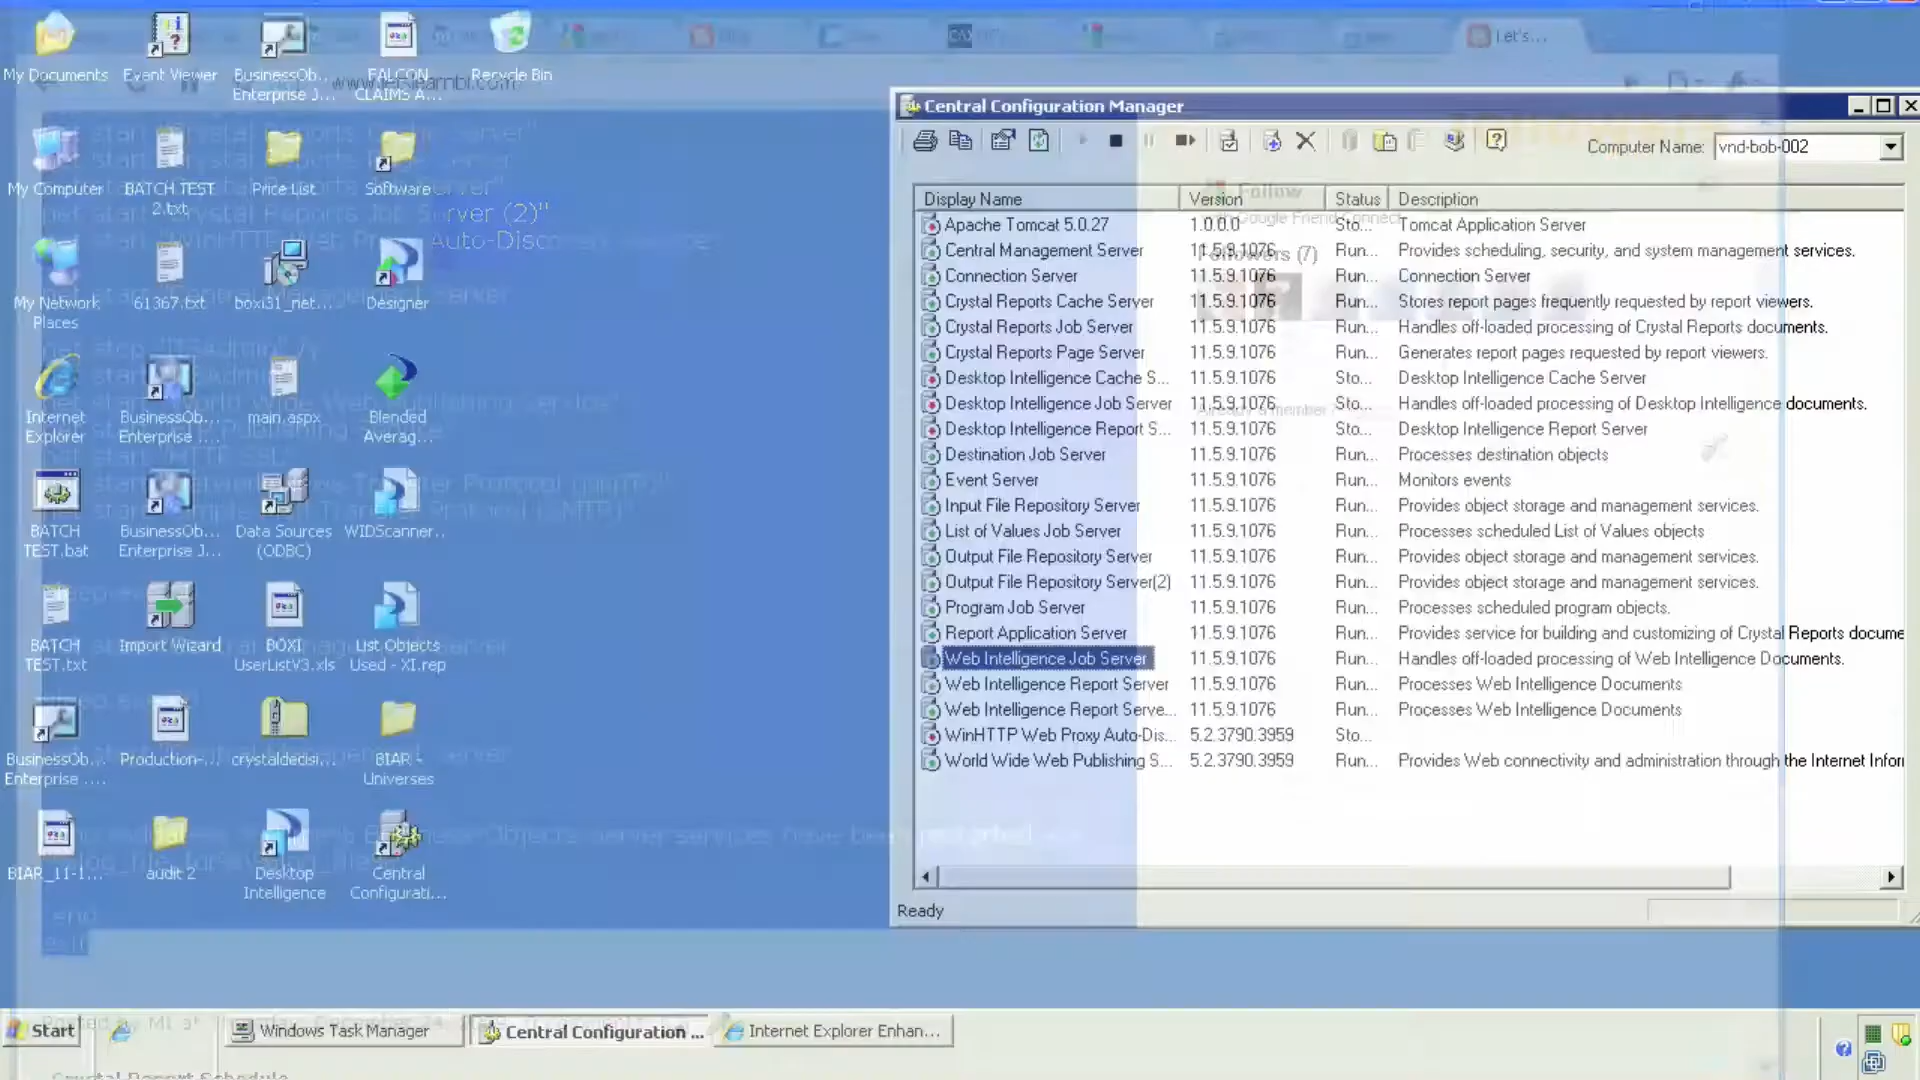 My Documents
Event Viewer
BusinessOb...
Enterprise J...
FALCON
CLAIMS A...
Recycle Bin
Let's...
www.letslearnbi.com
My Computer
BATCH TEST
2.txt
Price List
Software
Server (2)"
My Network
Places
61367.txt
boxi31_net...
Designer
Internet
Explorer
BusinessOb...
Enterprise ...
main.aspx
Blended
Averag...
BATCH
TEST.bat
BusinessOb...
Enterprise J...
Data Sources
(ODBC)
WIDScanner...
BATCH
TEST.txt
Import Wizard
BOXI
UserListV3.xls
List Objects
Used - XI.rep
BusinessOb...
Enterprise ....
Production-...
crystaldecisi...
BIAR -
Universes
BIAR_11-1...
audit 2
Desktop
Intelligence
Central
Configurati...
end
exit
Central Configuration Manager
Computer Name: vnd-bob-002
Follow
with Google Friend Connect
Followers (7)
Already a member?
Display Name Version Status Description
Apache Tomcat 5.0.27 1.0.0.0 Sto... Tomcat Application Server
Central Management Server 11.5.9.1076 Run... Provides scheduling, security, and system management services.
Connection Server 11.5.9.1076 Run... Connection Server
Crystal Reports Cache Server 11.5.9.1076 Run... Stores report pages frequently requested by report viewers.
Crystal Reports Job Server 11.5.9.1076 Run... Handles off-loaded processing of Crystal Reports documents.
Crystal Reports Page Server 11.5.9.1076 Run... Generates report pages requested by report viewers.
Desktop Intelligence Cache S... 11.5.9.1076 Sto... Desktop Intelligence Cache Server
Desktop Intelligence Job Server 11.5.9.1076 Sto... Handles off-loaded processing of Desktop Intelligence documents.
Desktop Intelligence Report S... 11.5.9.1076 Sto... Desktop Intelligence Report Server
Destination Job Server 11.5.9.1076 Run... Processes destination objects
Event Server 11.5.9.1076 Run... Monitors events
Input File Repository Server 11.5.9.1076 Run... Provides object storage and management services.
List of Values Job Server 11.5.9.1076 Run... Processes scheduled List of Values objects
Output File Repository Server 11.5.9.1076 Run... Provides object storage and management services.
Output File Repository Server(2) 11.5.9.1076 Run... Provides object storage and management services.
Program Job Server 11.5.9.1076 Run... Processes scheduled program objects.
Report Application Server 11.5.9.1076 Run... Provides service for building and customizing of Crystal Reports docume
Web Intelligence Job Server 11.5.9.1076 Run... Handles off-loaded processing of Web Intelligence Documents.
Web Intelligence Report Server 11.5.9.1076 Run... Processes Web Intelligence Documents
Web Intelligence Report Serve... 11.5.9.1076 Run... Processes Web Intelligence Documents
WinHTTP Web Proxy Auto-Dis... 5.2.3790.3959 Sto...
World Wide Web Publishing S... 5.2.3790.3959 Run... Provides Web connectivity and administration through the Internet Infor
Ready
Start
Windows Task Manager
Central Configuration ...
Internet Explorer Enhan...
Crystal Report Schedule